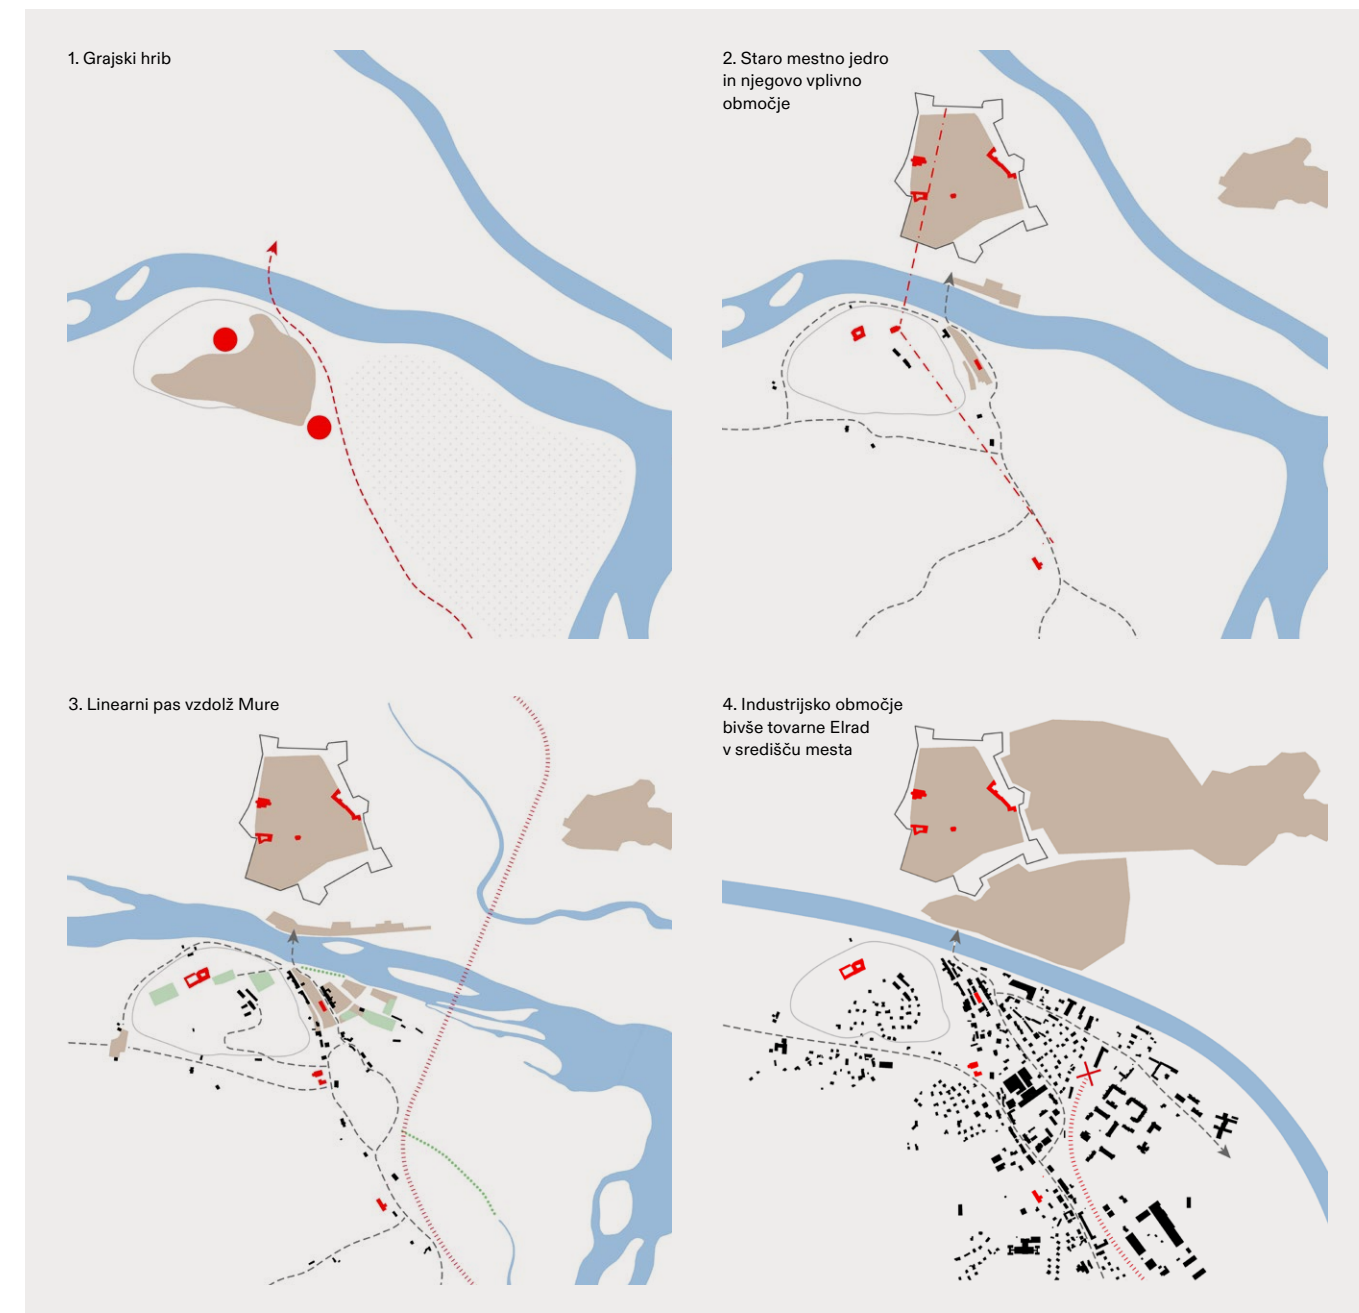 1. Grajski hrib
2. Staro mestno jedro
in njegovo vplivno
območje
3. Linearni pas vzdolž Mure
4. Industrijsko območje
bivše tovarne Elrad
v središču mesta